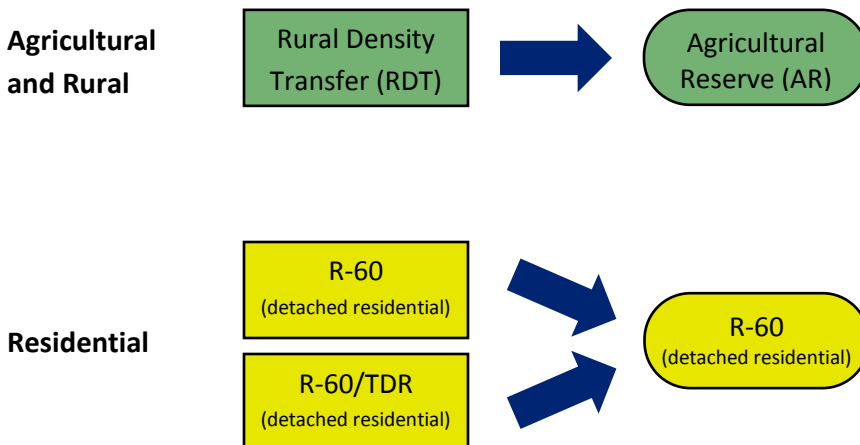 Agricultural
and Rural
Rural Density
Transfer (RDT)
Agricultural
Reserve (AR)
Residential
R-60
(detached residential)
R-60/TDR
(detached residential)
R-60
(detached residential)